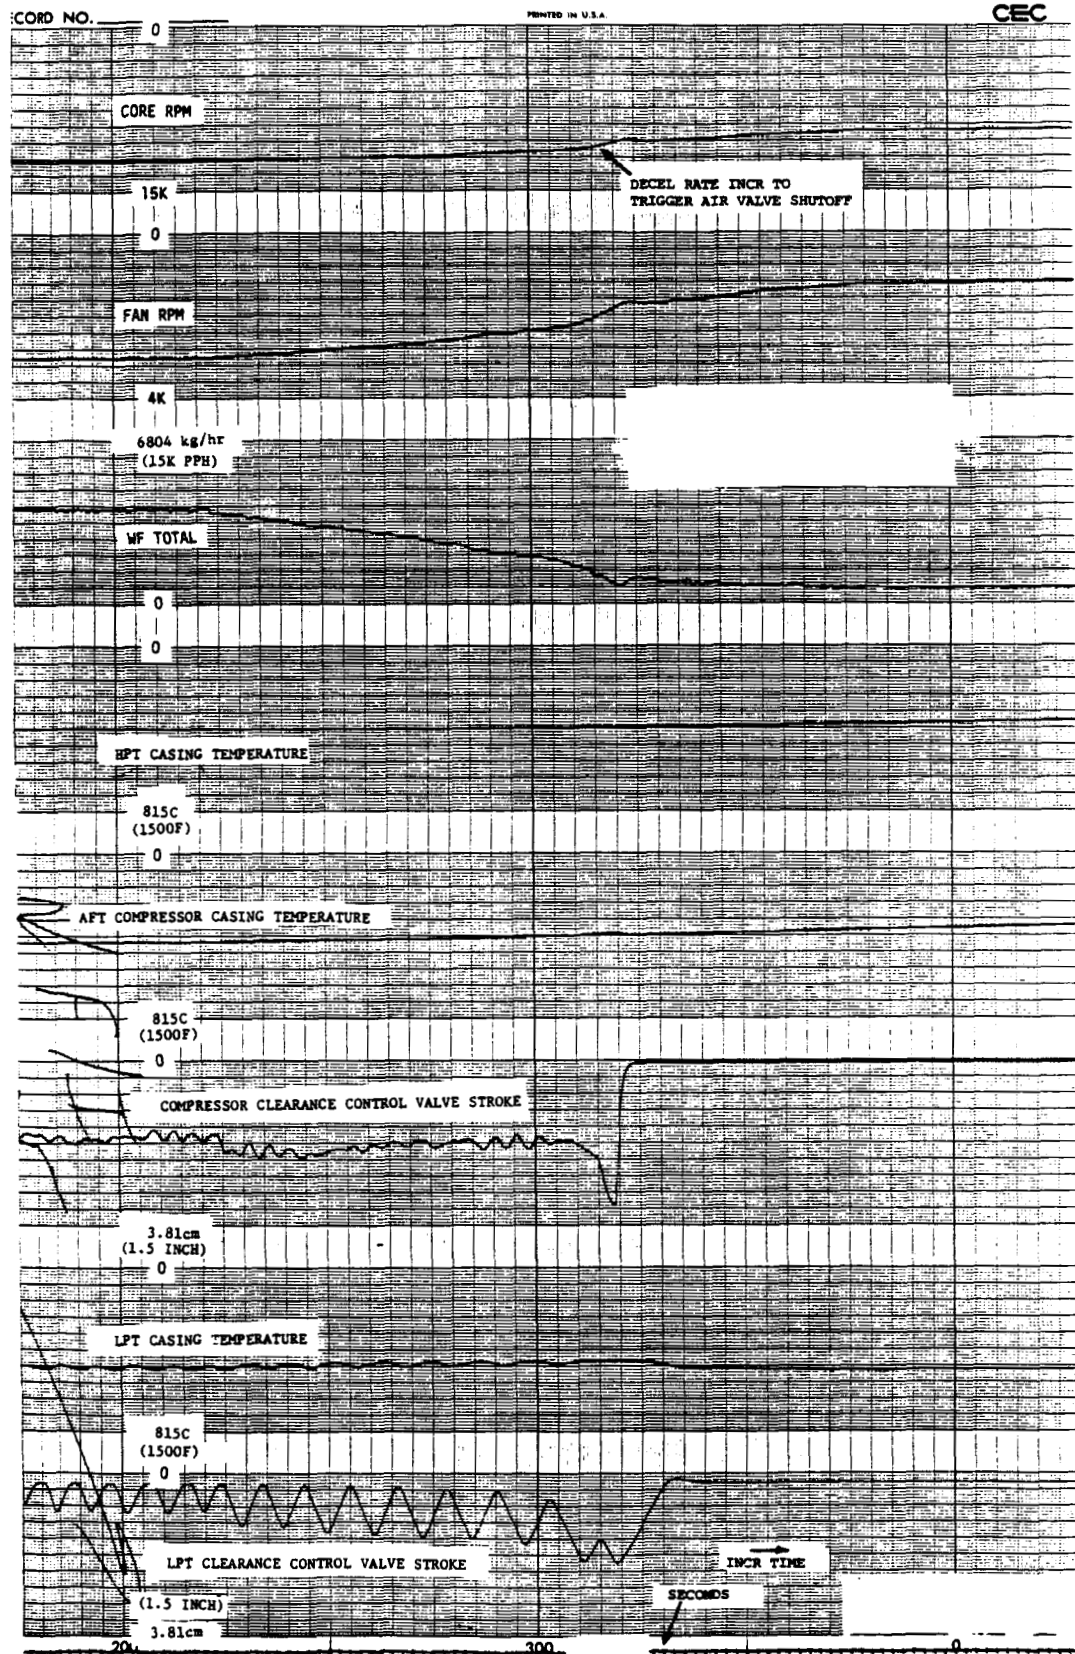 CORD NO.
PRINTED IN U.S.A.
CEC
0
CORE RPM
DECEL RATE INCR TO
TRIGGER AIR VALVE SHUTOFF
15K
0
FAN RPM
4K
6804 kg/hr
(15K PPH)
WF TOTAL
0
0
HPT CASING TEMPERATURE
815C
(1500F)
0
AFT COMPRESSOR CASING TEMPERATURE
815C
(1500F)
0
COMPRESSOR CLEARANCE CONTROL VALVE STROKE
3.81cm
(1.5 INCH)
0
LPT CASING TEMPERATURE
815C
(1500F)
0
LPT CLEARANCE CONTROL VALVE STROKE
INCR TIME
SECONDS
(1.5 INCH)
3.81cm
20
300
0